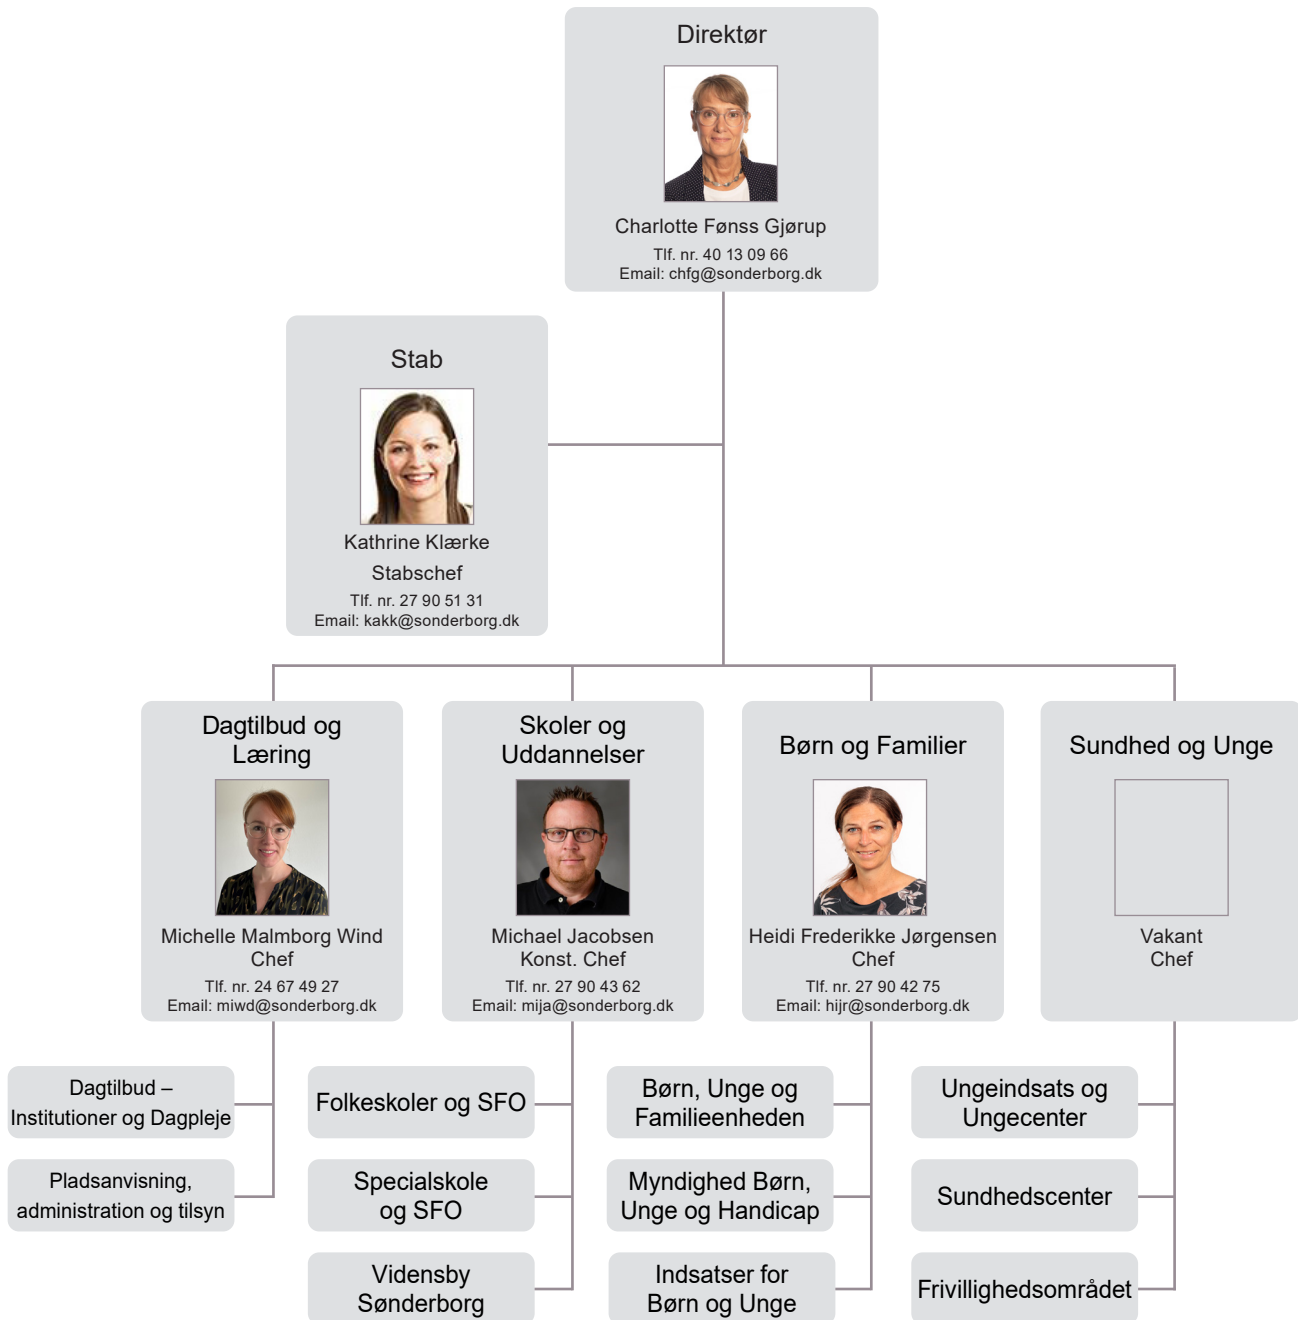 Direktør
Charlotte Fønss Gjørup
Tlf. nr. 40 13 09 66
Email: chfg@sonderborg.dk
Stab
Kathrine Klærke
Stabschef
Tlf. nr. 27 90 51 31
Email: kakk@sonderborg.dk
Dagtilbud og
Læring
Michelle Malmborg Wind
Chef
Tlf. nr. 24 67 49 27
Email: miwd@sonderborg.dk
Skoler og
Uddannelser
Michael Jacobsen
Konst. Chef
Tlf. nr. 27 90 43 62
Email: mija@sonderborg.dk
Børn og Familier
Heidi Frederikke Jørgensen
Chef
Tlf. nr. 27 90 42 75
Email: hijr@sonderborg.dk
Sundhed og Unge
Vakant
Chef
Dagtilbud –
Institutioner og Dagpleje
Pladsanvisning,
administration og tilsyn
Folkeskoler og SFO
Specialskole
og SFO
Vidensby
Sønderborg
Børn, Unge og
Familieenheden
Myndighed Børn,
Unge og Handicap
Indsatser for
Børn og Unge
Ungeindsats og
Ungecenter
Sundhedscenter
Frivillighedsområdet